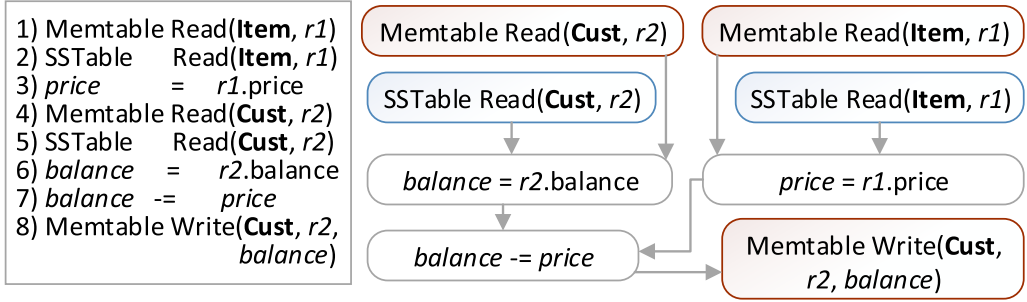 1) Memtable Read(Item, r1)
2) SSTable Read(Item, r1)
3) price = r1.price
4) Memtable Read(Cust, r2)
5) SSTable Read(Cust, r2)
6) balance = r2.balance
7) balance -= price
8) Memtable Write(Cust, r2,
balance)
Memtable Read(Cust, r2)
Memtable Read(Item, r1)
SSTable Read(Cust, r2)
SSTable Read(Item, r1)
balance = r2.balance
price = r1.price
balance -= price
Memtable Write(Cust,
r2, balance)